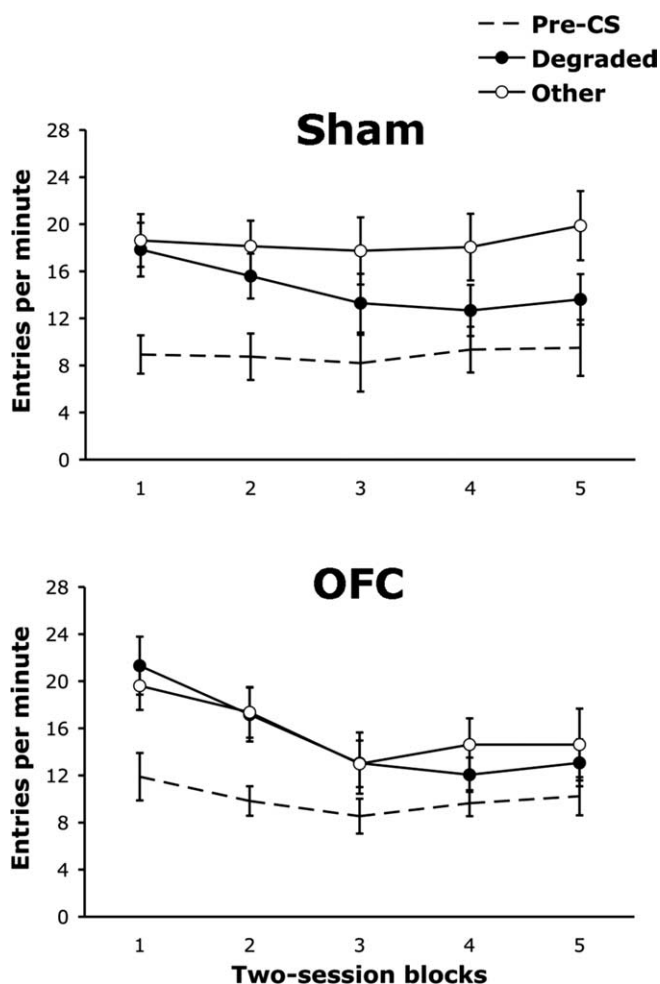 Pre-CS
Degraded
Other
Sham
Entries per minute
28
24
20
16
12
8
4
0
1 2 3 4 5
OFC
Entries per minute
28
24
20
16
12
8
4
0
1 2 3 4 5
Two-session blocks